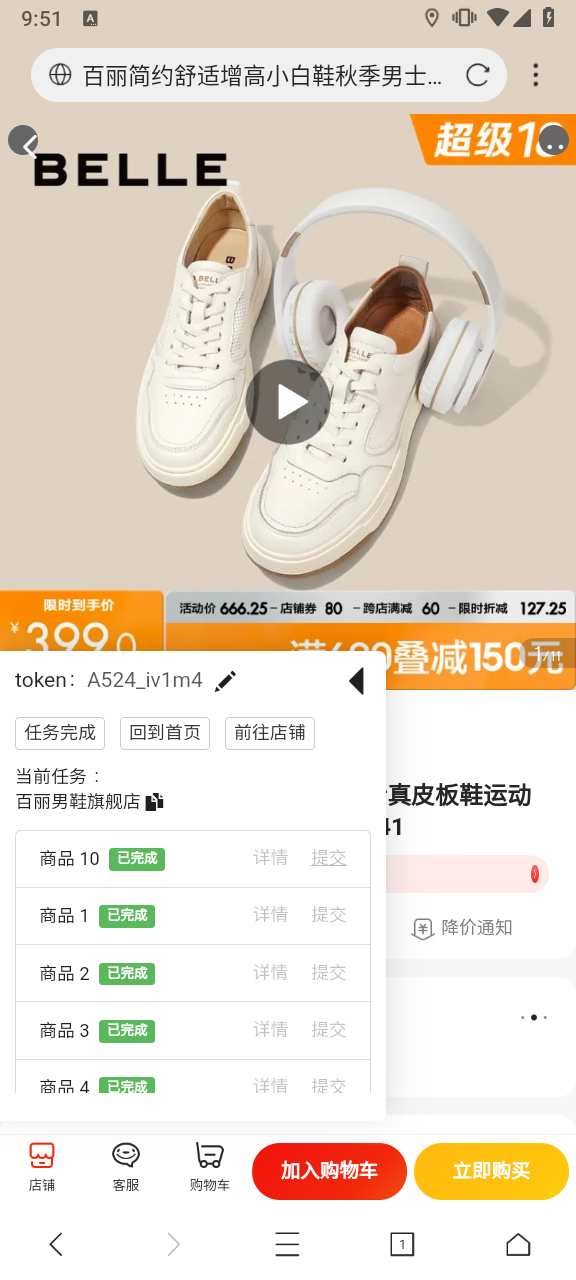 9:51
A
百丽简约舒适增高小白鞋秋季男士...
超级18
BELLE
BELL
BELLE
限时到手价
活动价 666.25 - 店铺券 80 - 跨店满减 60 - 限时折减 127.25
¥399.0
满600叠减150元
1/11
token: A524_iv1m4
任务完成 回到首页 前往店铺
当前任务：
百丽男鞋旗舰店
真皮板鞋运动
41
商品 10 已完成 详情 提交
商品 1 已完成 详情 提交
降价通知
商品 2 已完成 详情 提交
商品 3 已完成 详情 提交
商品 4 已完成 详情 提交
店铺 客服 购物车 加入购物车 立即购买
1